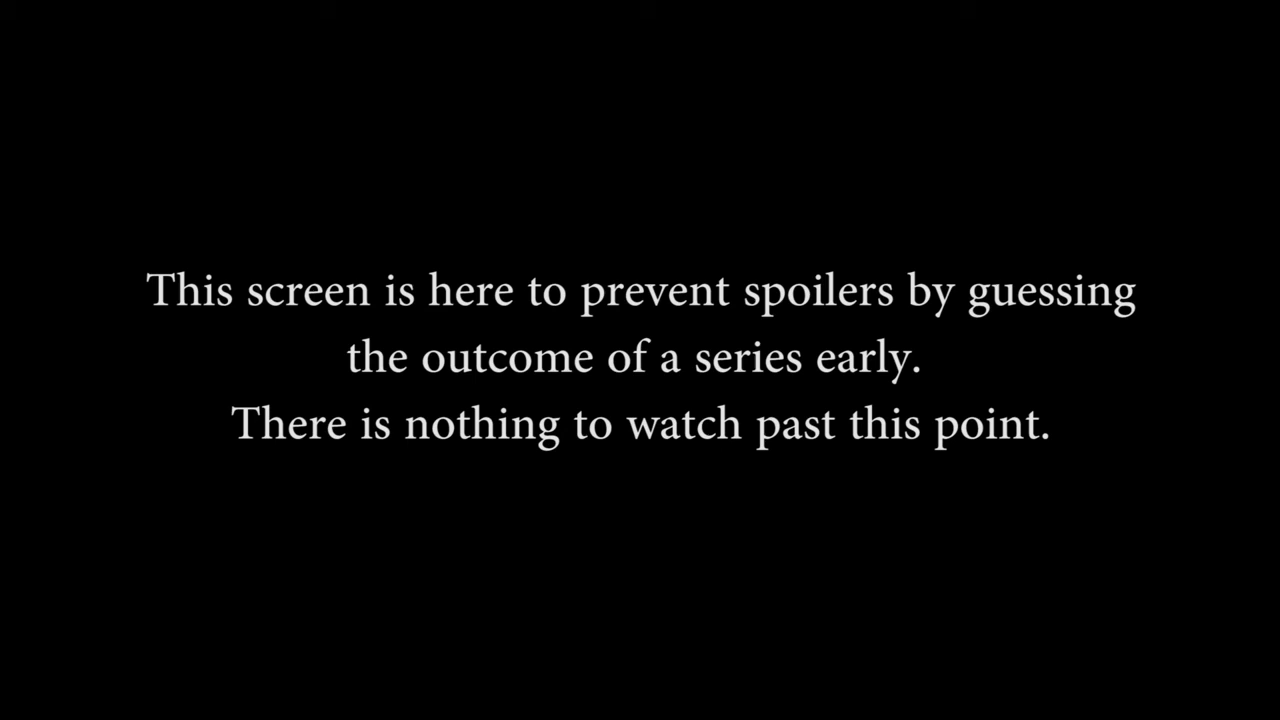 This screen is here to prevent spoilers by guessing
the outcome of a series early.
There is nothing to watch past this point.